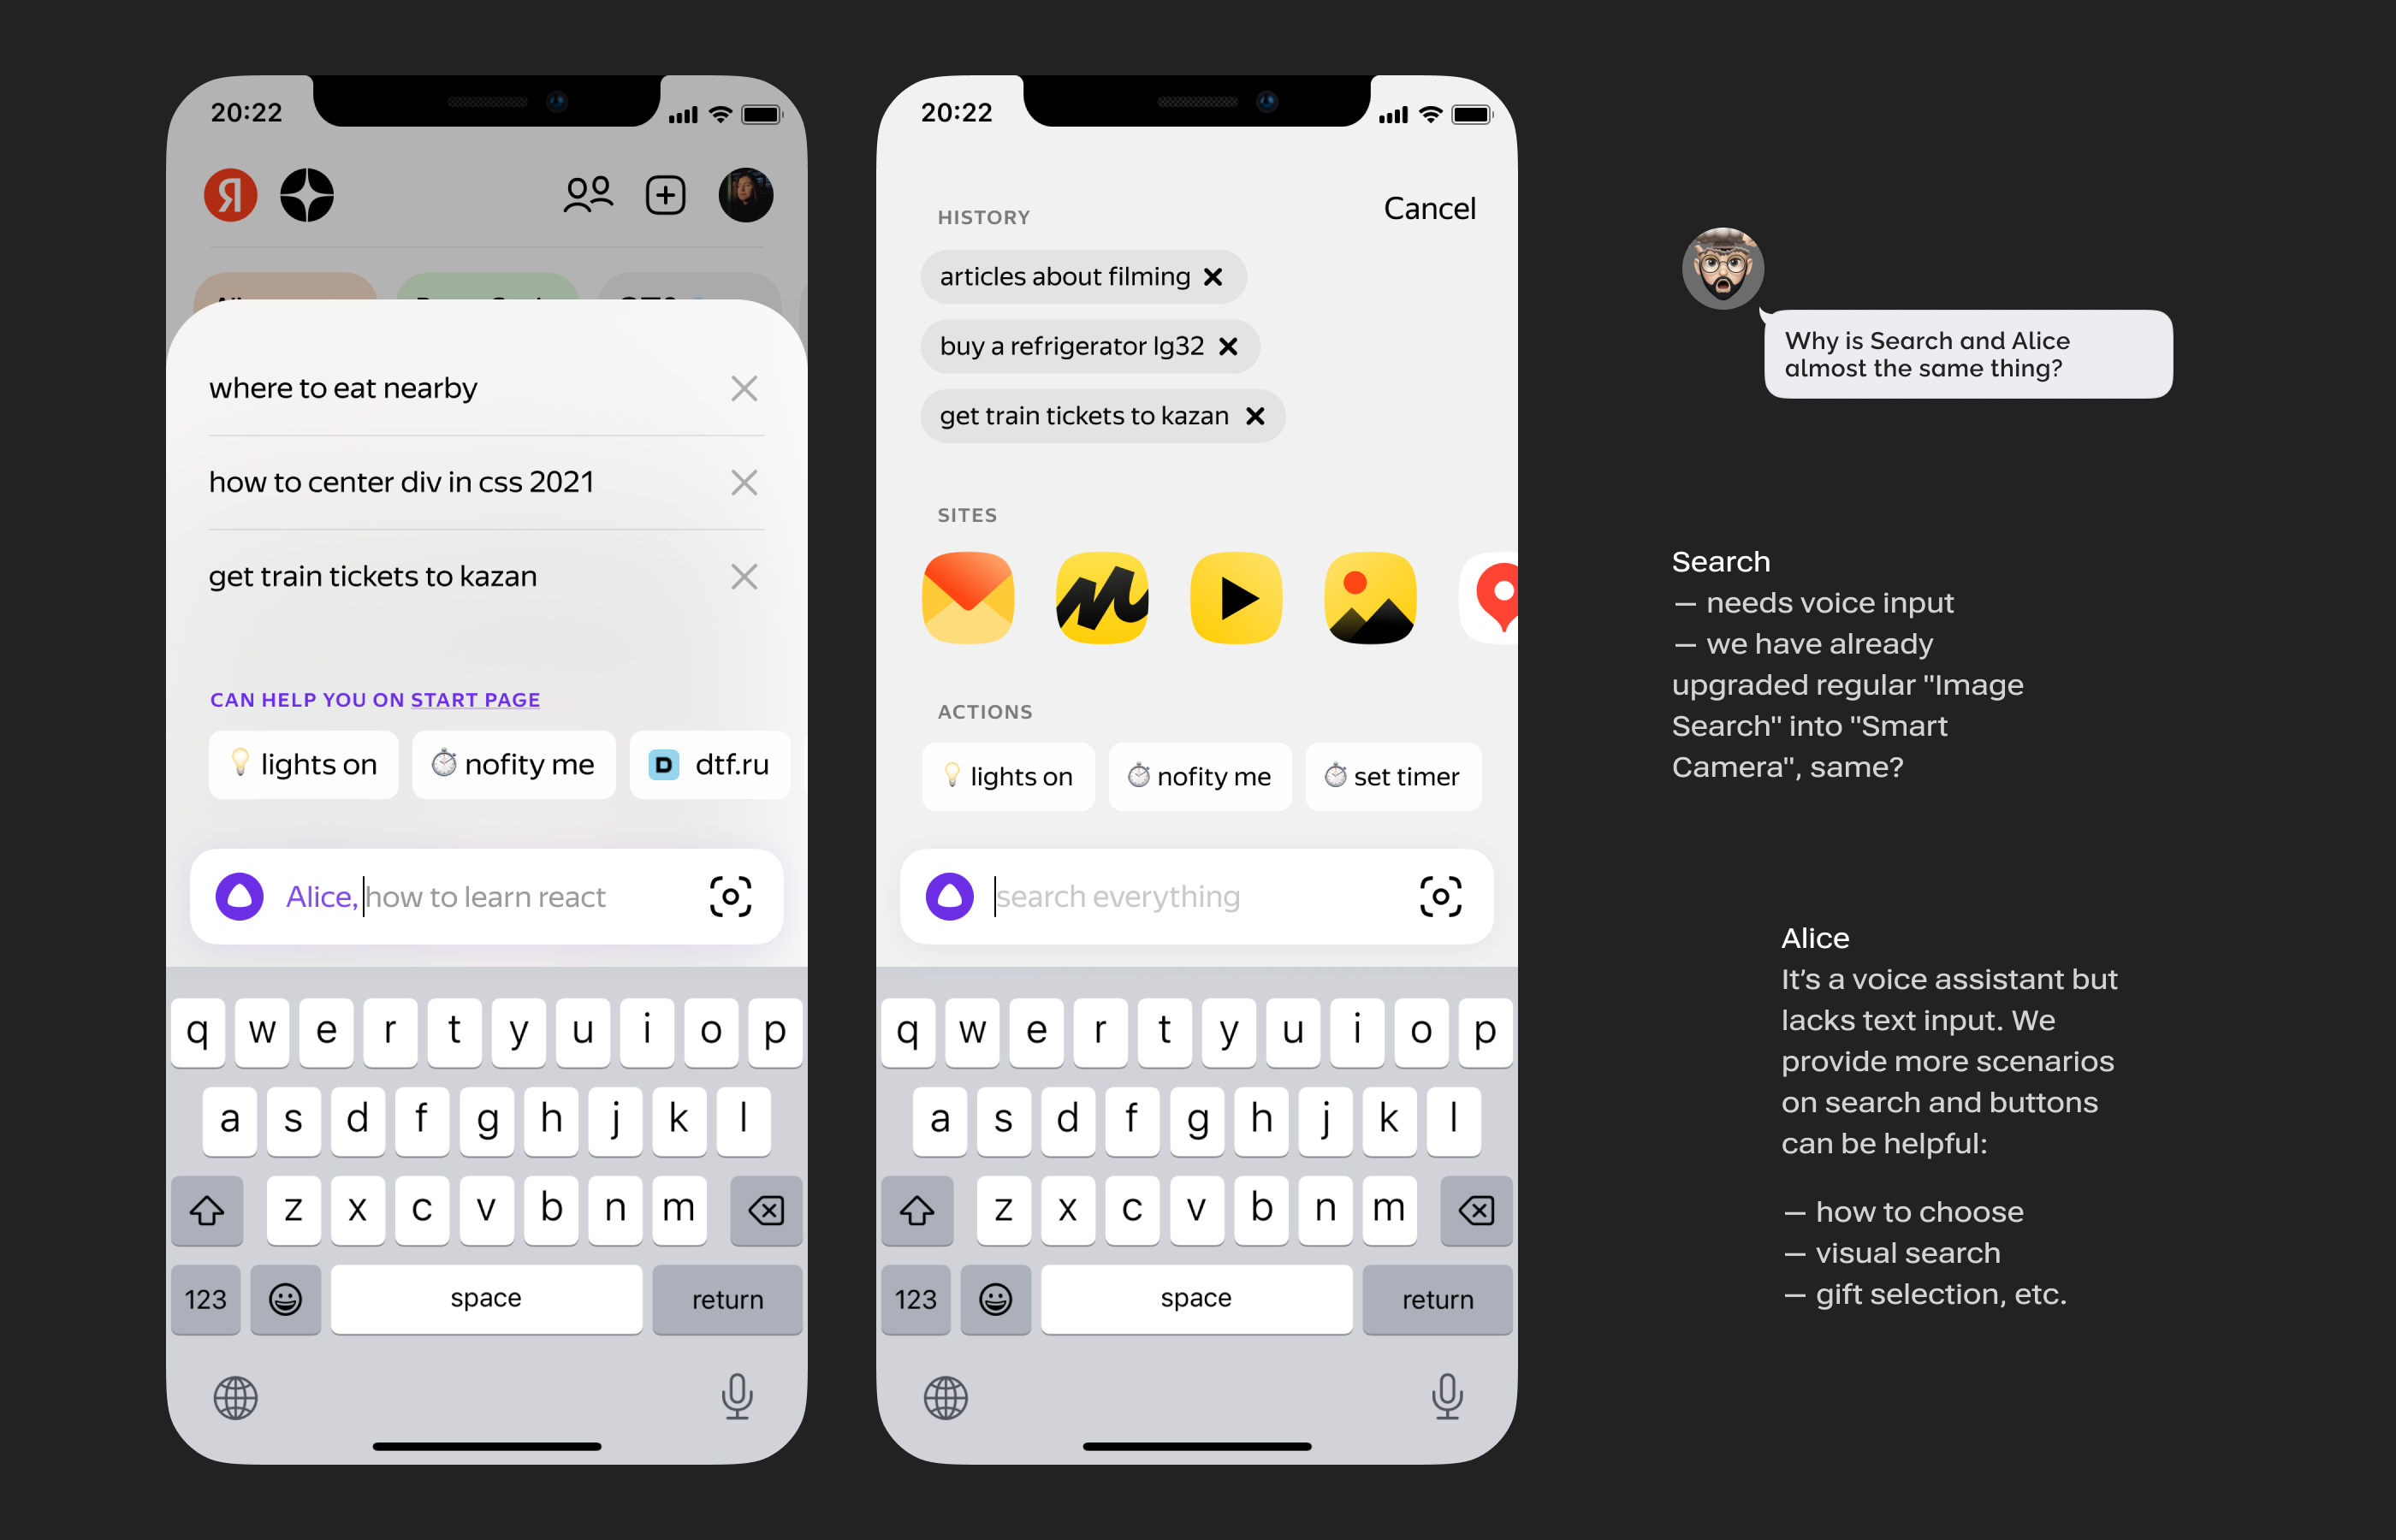 20:22
Я
where to eat nearby
how to center div in css 2021
get train tickets to kazan
CAN HELP YOU ON START PAGE
lights on
nofity me
D dtf.ru
Alice, how to learn react
q w e r t y u i o p
a s d f g h j k l
z x c v b n m
123 space return
20:22
Cancel
HISTORY
articles about filming
buy a refrigerator lg32
get train tickets to kazan
SITES
ACTIONS
lights on
nofity me
set timer
search everything
q w e r t y u i o p
a s d f g h j k l
z x c v b n m
123 space return
Why is Search and Alice
almost the same thing?
Search
— needs voice input
— we have already
upgraded regular "Image
Search" into "Smart
Camera", same?
Alice
It’s a voice assistant but
lacks text input. We
provide more scenarios
on search and buttons
can be helpful:
— how to choose
— visual search
— gift selection, etc.